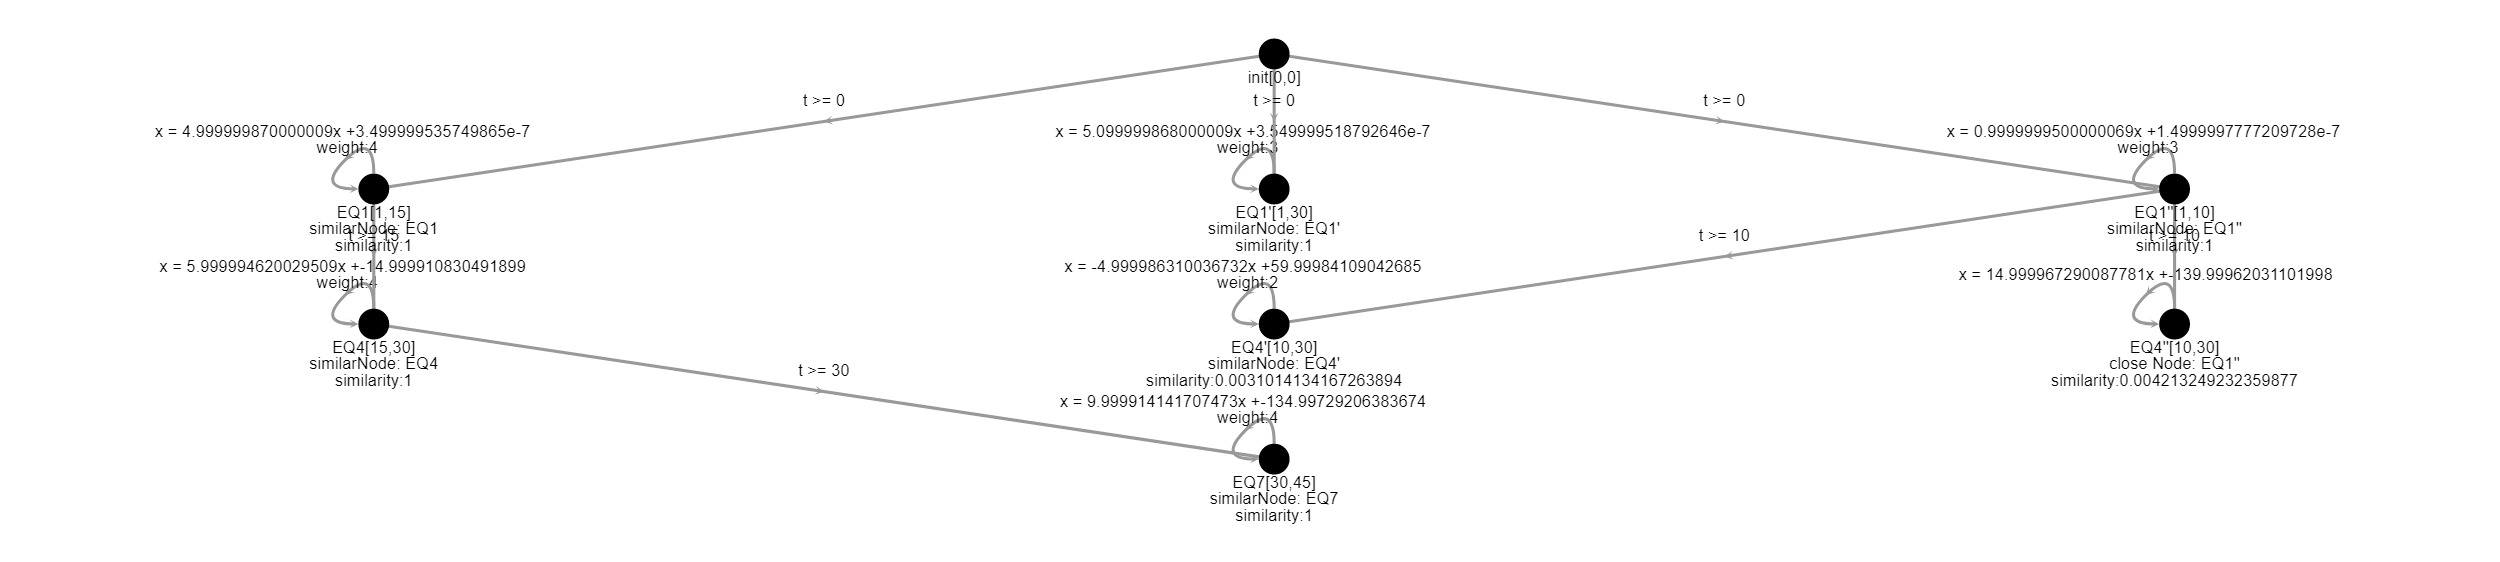 init[0,0]
t >= 0
t >= 0
t >= 0
x = 4.999999870000009x +3.499999535749865e-7
weight:4
x = 5.099999868000009x +3.549999518792646e-7
weight:3
x = 0.9999999500000069x +1.4999997777209728e-7
weight:3
EQ1[1,15]
similarNode: EQ1
similarity:1
EQ1'[1,30]
similarNode: EQ1'
similarity:1
EQ1"[1,10]
similarNode: EQ1"
similarity:1
t >= 15
t >= 10
t >= 10
x = 5.999994620029509x +-14.999910830491899
weight:4
x = -4.999986310036732x +59.99984109042685
weight:2
x = 14.999967290087781x +-139.99962031101998
EQ4[15,30]
similarNode: EQ4
similarity:1
EQ4'[10,30]
similarNode: EQ4'
similarity:0.0031014134167263894
EQ4"[10,30]
close Node: EQ1"
similarity:0.004213249232359877
t >= 30
x = 9.999914141707473x +-134.99729206383674
weight:4
EQ7[30,45]
similarNode: EQ7
similarity:1